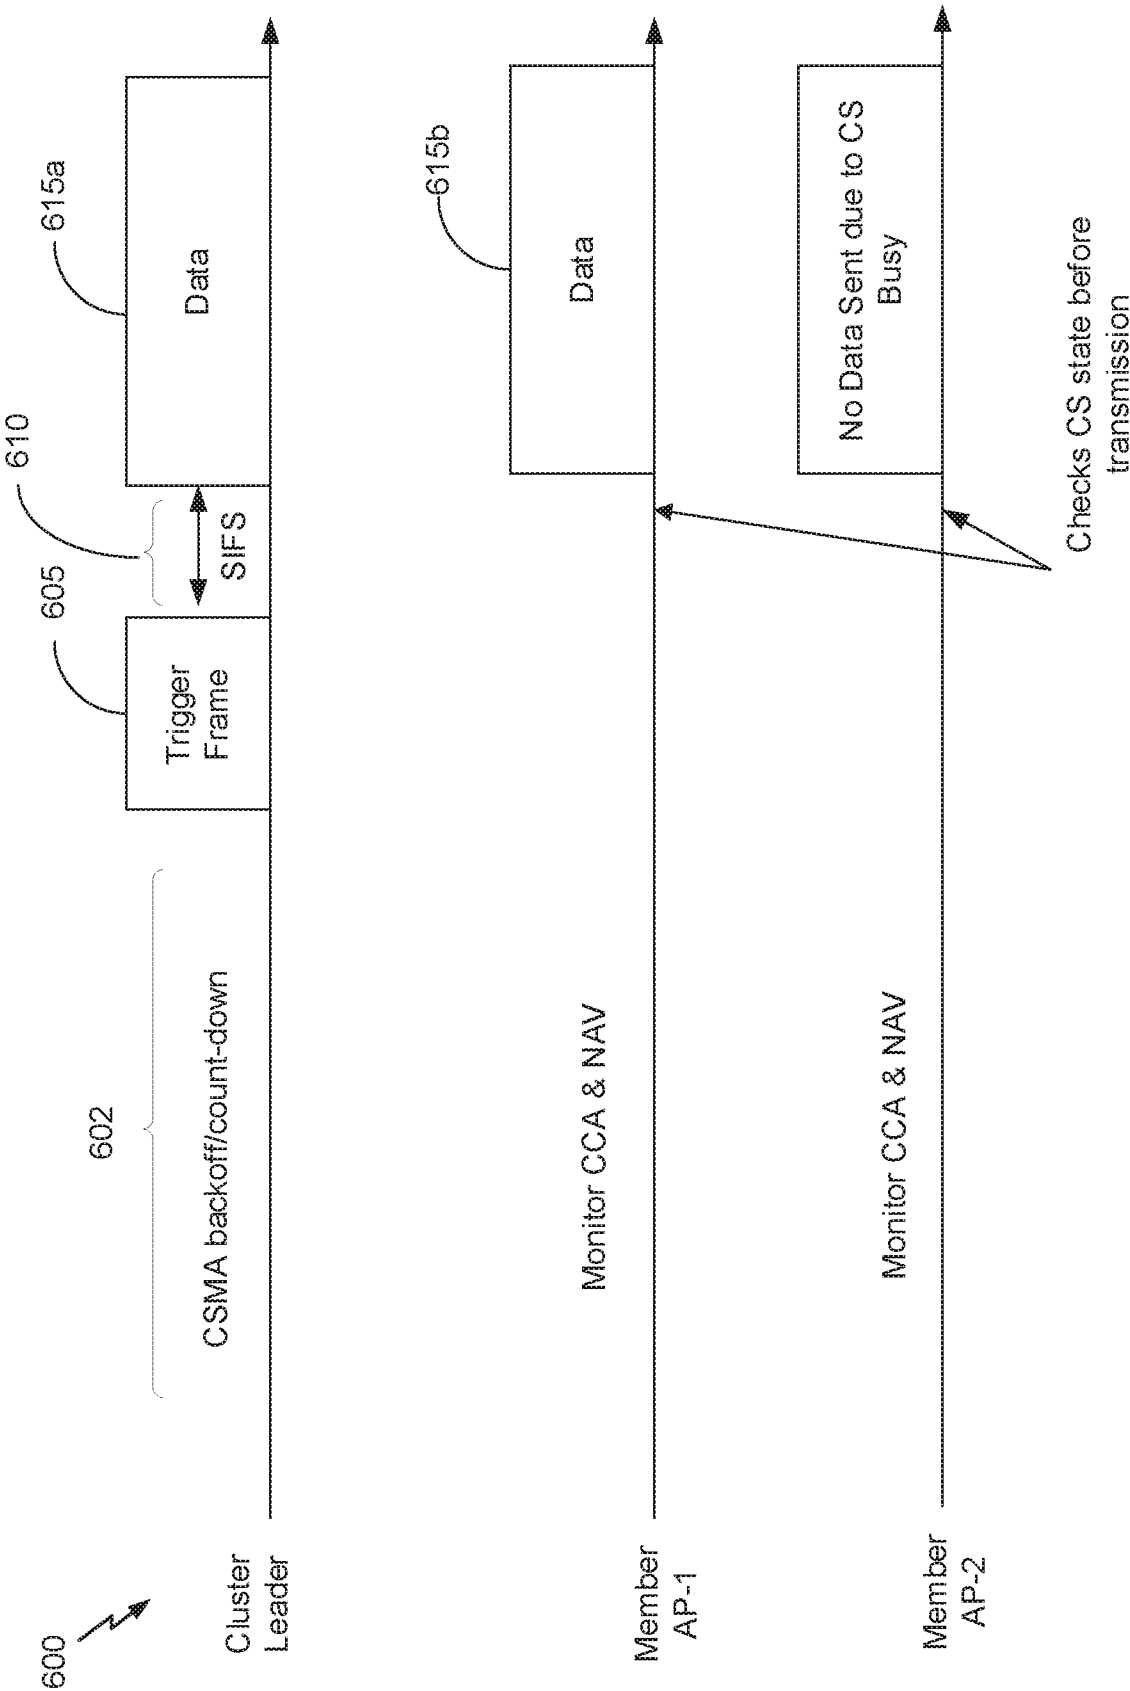 600
602
605
610
615a
Cluster
Leader
CSMA backoff/count-down
Trigger
Frame
SIFS
Data
615b
Member
AP-1
Monitor CCA & NAV
Data
Member
AP-2
Monitor CCA & NAV
No Data Sent due to CS
Busy
Checks CS state before
transmission